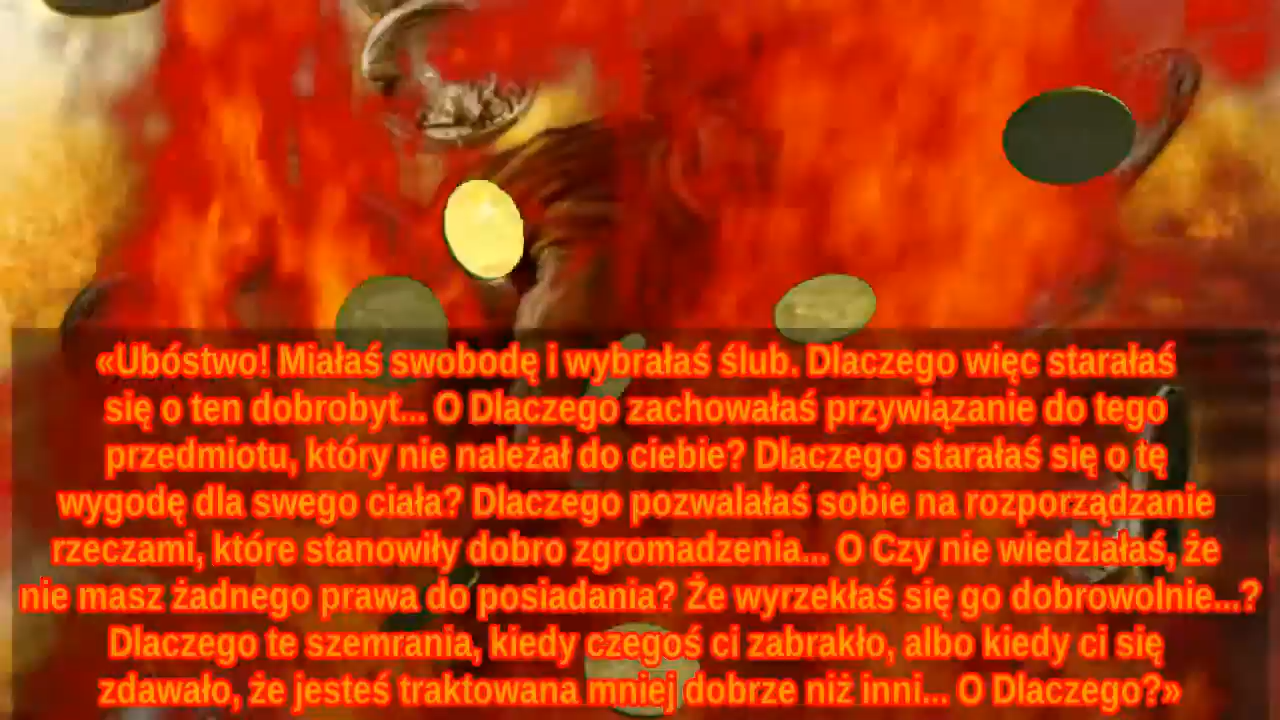 «Ubóstwo! Miałaś swobodę i wybrałaś ślub. Dlaczego więc starałaś
się o ten dobrobyt... O Dlaczego zachowałaś przywiązanie do tego
przedmiotu, który nie należał do ciebie? Dlaczego starałaś się o tę
wygodę dla swego ciała? Dlaczego pozwalałaś sobie na rozporządzanie
rzeczami, które stanowiły dobro zgromadzenia... O Czy nie wiedziałaś, że
nie masz żadnego prawa do posiadania? Że wyrzekłaś się go dobrowolnie...?
Dlaczego te szemrania, kiedy czegoś ci zabrakło, albo kiedy ci się
zdawało, że jesteś traktowana mniej dobrze niż inni... O Dlaczego?»